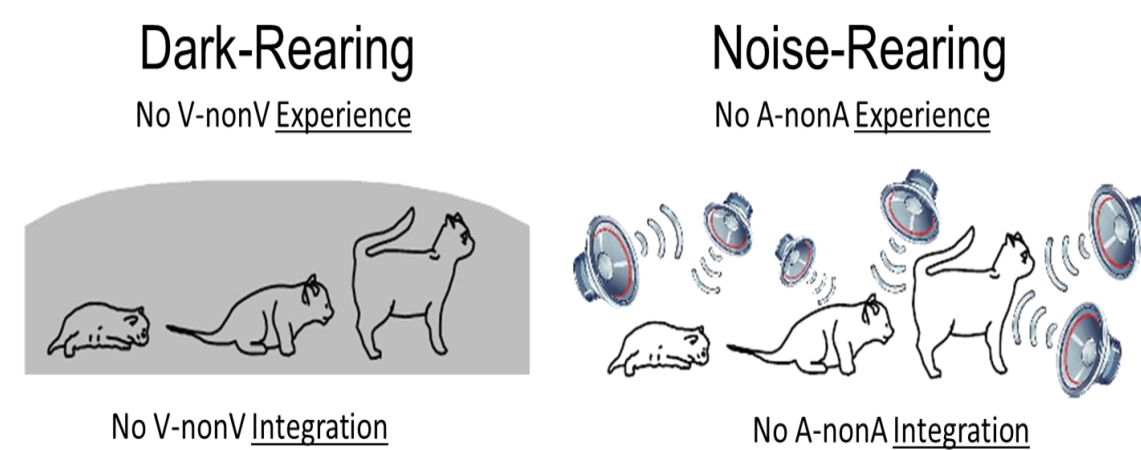 Dark-Rearing
No V-nonV Experience
No V-nonV Integration
Noise-Rearing
No A-nonA Experience
No A-nonA Integration